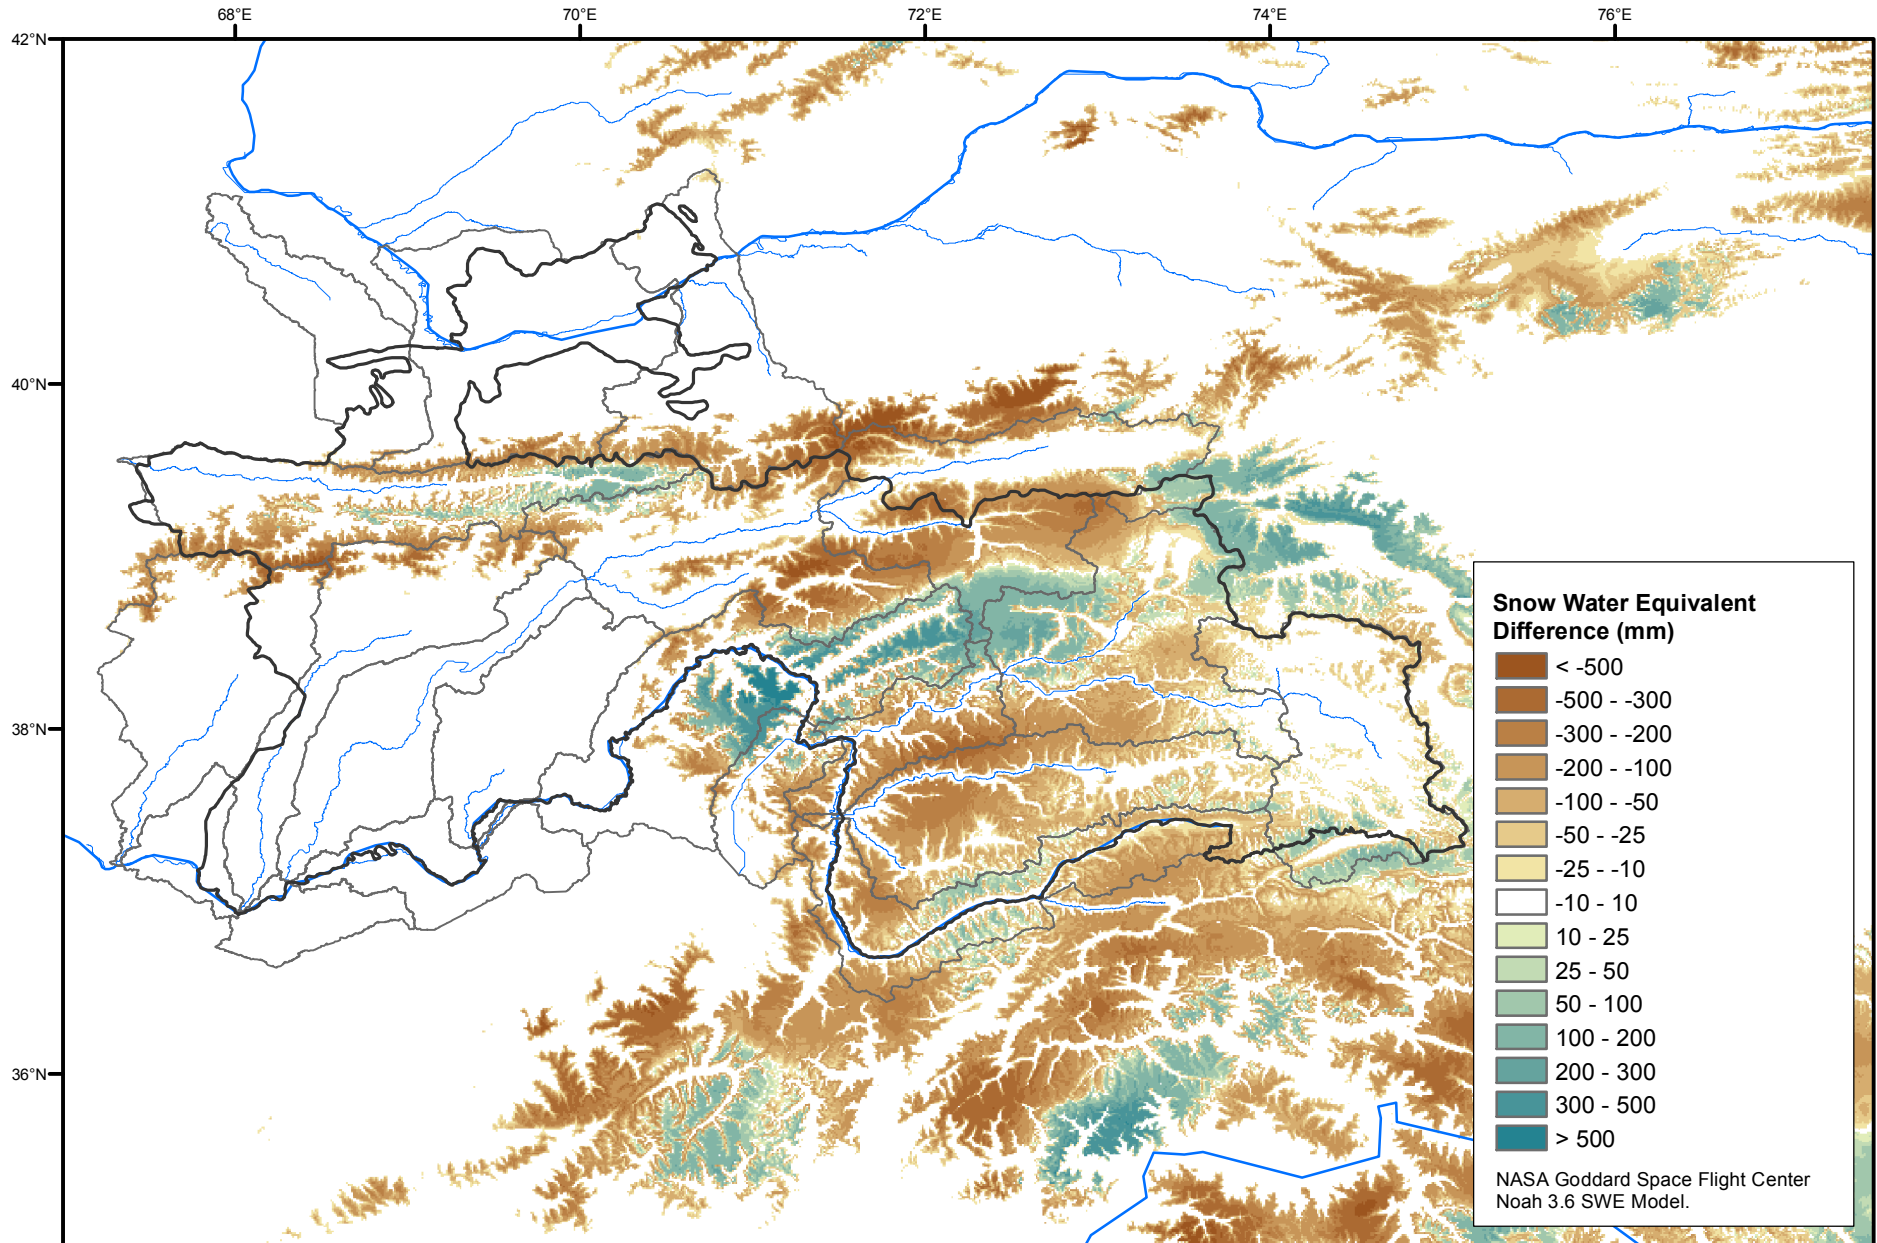 68°E 70°E 72°E 74°E 76°E
42°N
40°N
38°N
36°N
Snow Water Equivalent
Difference (mm)
< -500
-500 - -300
-300 - -200
-200 - -100
-100 - -50
-50 - -25
-25 - -10
-10 - 10
10 - 25
25 - 50
50 - 100
100 - 200
200 - 300
300 - 500
> 500
NASA Goddard Space Flight Center
Noah 3.6 SWE Model.